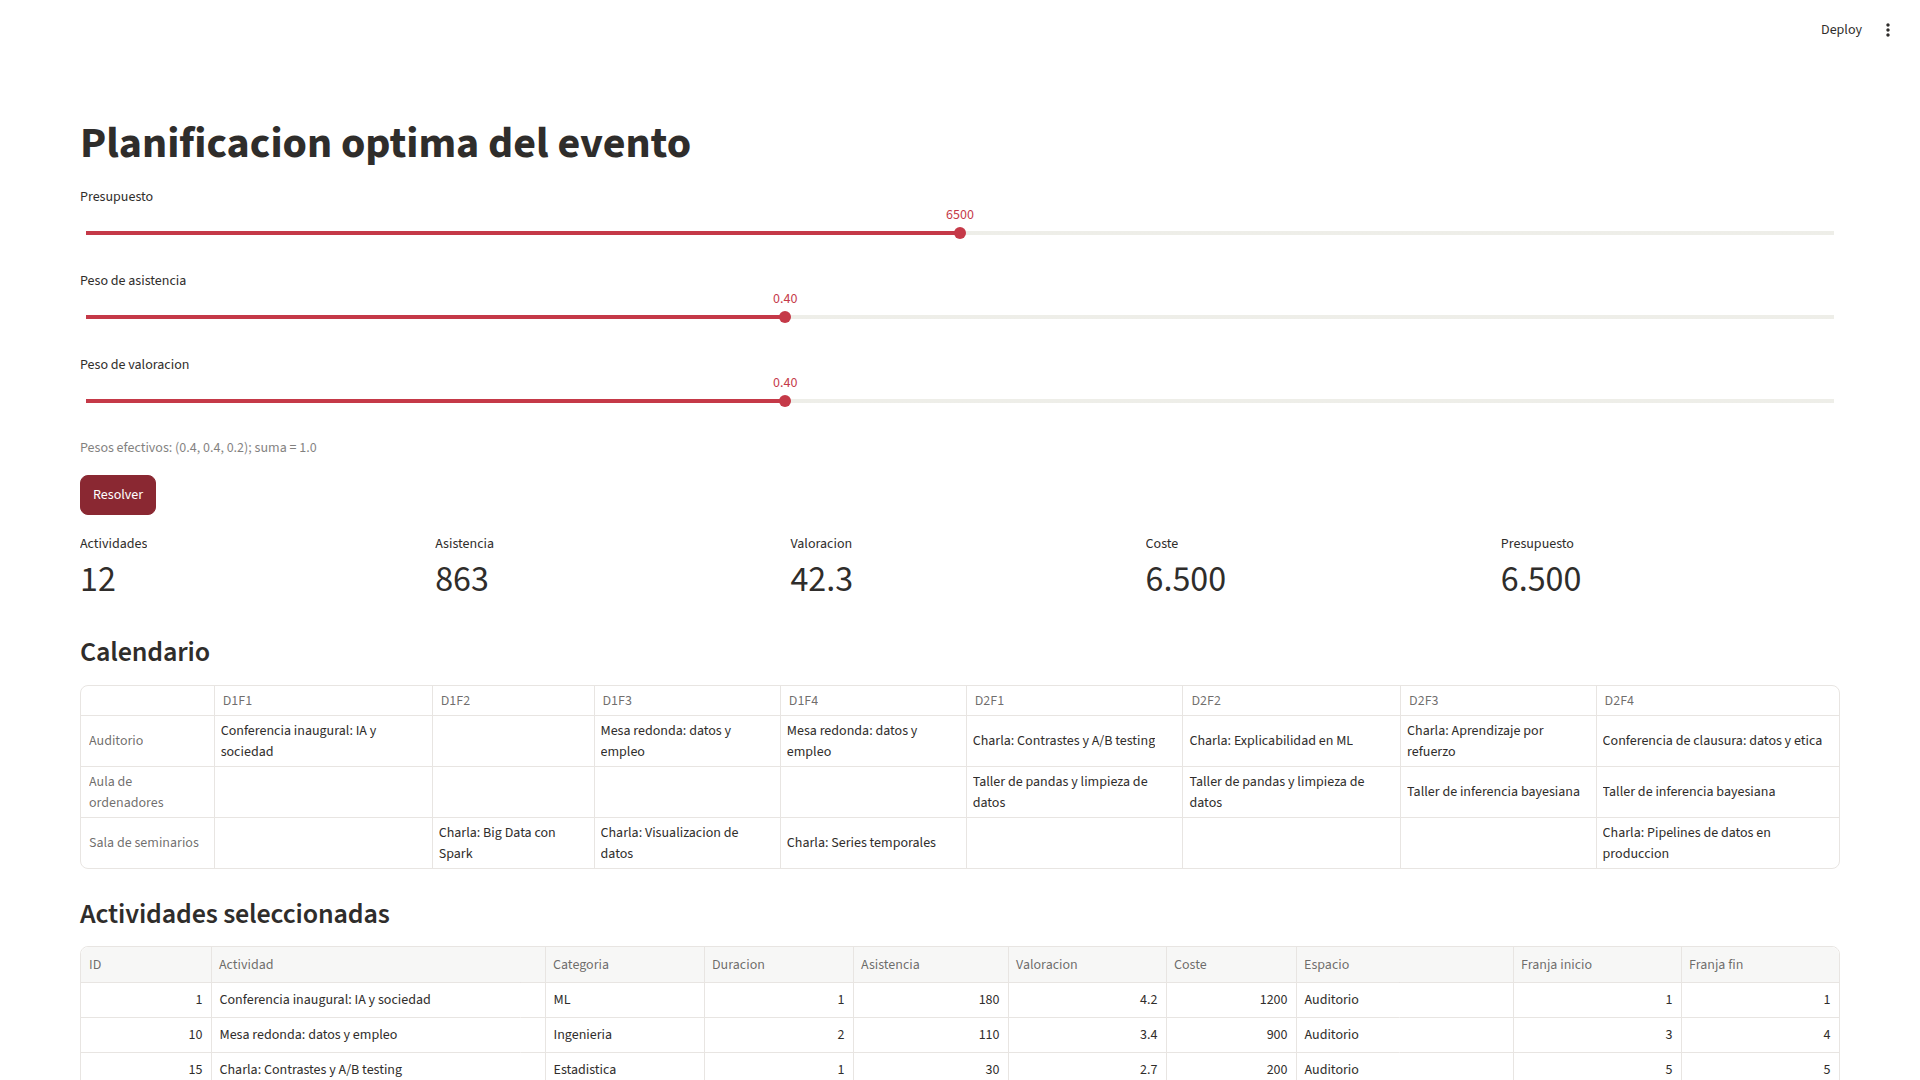 Deploy
Planificacion optima del evento
Presupuesto
6500
Peso de asistencia
0.40
Peso de valoracion
0.40
Pesos efectivos: (0.4, 0.4, 0.2); suma = 1.0
Resolver
Actividades Asistencia Valoracion Coste Presupuesto
12 863 42.3 6.500 6.500
Calendario
D1F1 D1F2 D1F3 D1F4 D2F1 D2F2 D2F3 D2F4
Auditorio
Conferencia inaugural: IA y
sociedad
Mesa redonda: datos y
empleo
Mesa redonda: datos y
empleo
Charla: Contrastes y A/B testing
Charla: Explicabilidad en ML
Charla: Aprendizaje por
refuerzo
Conferencia de clausura: datos y etica
Aula de
ordenadores
Taller de pandas y limpieza de
datos
Taller de pandas y limpieza de
datos
Taller de inferencia bayesiana
Taller de inferencia bayesiana
Sala de seminarios
Charla: Big Data con
Spark
Charla: Visualizacion de
datos
Charla: Series temporales
Charla: Pipelines de datos en
produccion
Actividades seleccionadas
ID Actividad Categoria Duracion Asistencia Valoracion Coste Espacio Franja inicio Franja fin
1 Conferencia inaugural: IA y sociedad ML 1 180 4.2 1200 Auditorio 1 1
10 Mesa redonda: datos y empleo Ingenieria 2 110 3.4 900 Auditorio 3 4
15 Charla: Contrastes y A/B testing Estadistica 1 30 2.7 200 Auditorio 5 5